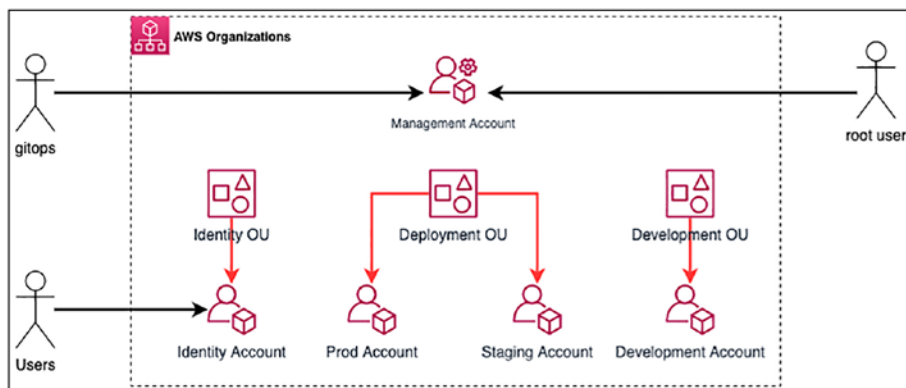 AWS Organizations
Management Account
gitops
root user
Identity OU
Deployment OU
Development OU
Users
Identity Account
Prod Account
Staging Account
Development Account